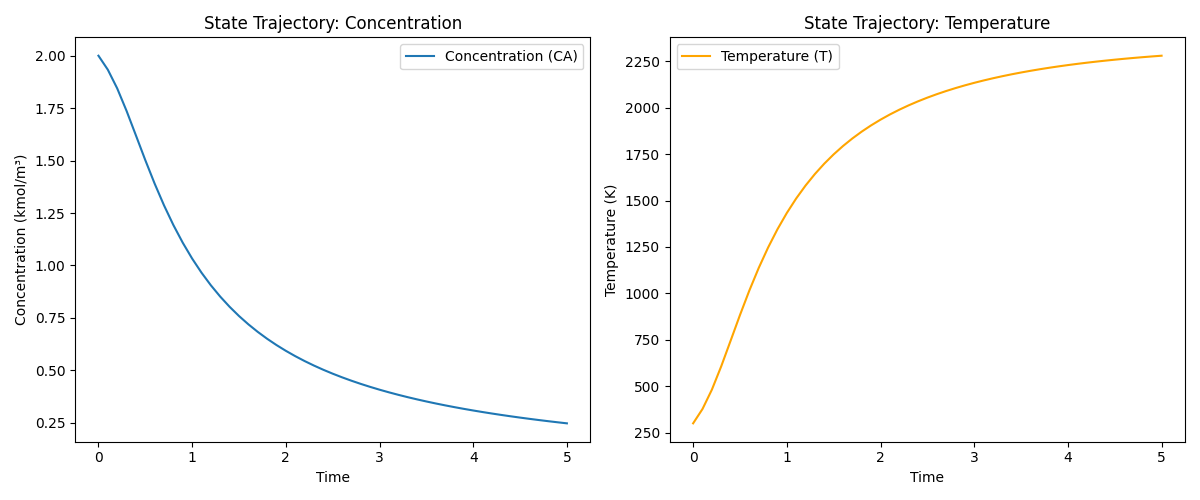 State Trajectory: Concentration
Concentration (CA)
Concentration (kmol/m³)
2.00
1.75
1.50
1.25
1.00
0.75
0.50
0.25
0 1 2 3 4 5
Time
State Trajectory: Temperature
Temperature (T)
Temperature (K)
2250
2000
1750
1500
1250
1000
750
500
250
0 1 2 3 4 5
Time